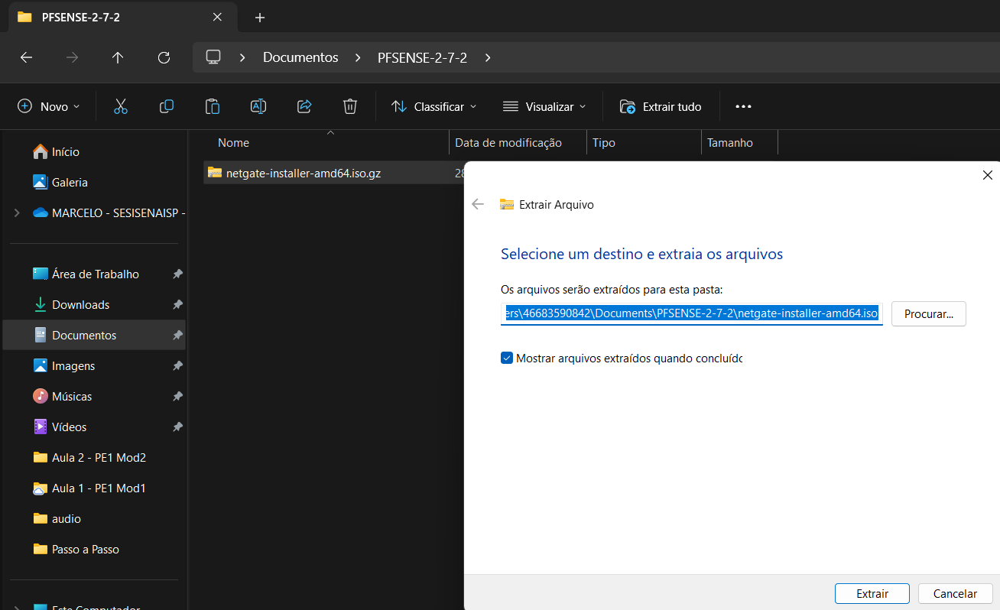 PFSENSE-2-7-2
Documentos PFSENSE-2-7-2
Novo Classificar Visualizar Extrair tudo
Nome Data de modificação Tipo Tamanho
netgate-installer-amd64.iso.gz 28
Início
Galeria
MARCELO - SESISENAISP -
Área de Trabalho
Downloads
Documentos
Imagens
Músicas
Vídeos
Aula 2 - PE1 Mod2
Aula 1 - PE1 Mod1
audio
Passo a Passo
Este Computador
Extrair Arquivo
Selecione um destino e extraia os arquivos
Os arquivos serão extraídos para esta pasta:
ers\46683590842\Documents\PFSENSE-2-7-2\netgate-installer-amd64.iso
Procurar...
Mostrar arquivos extraídos quando concluído
Extrair Cancelar